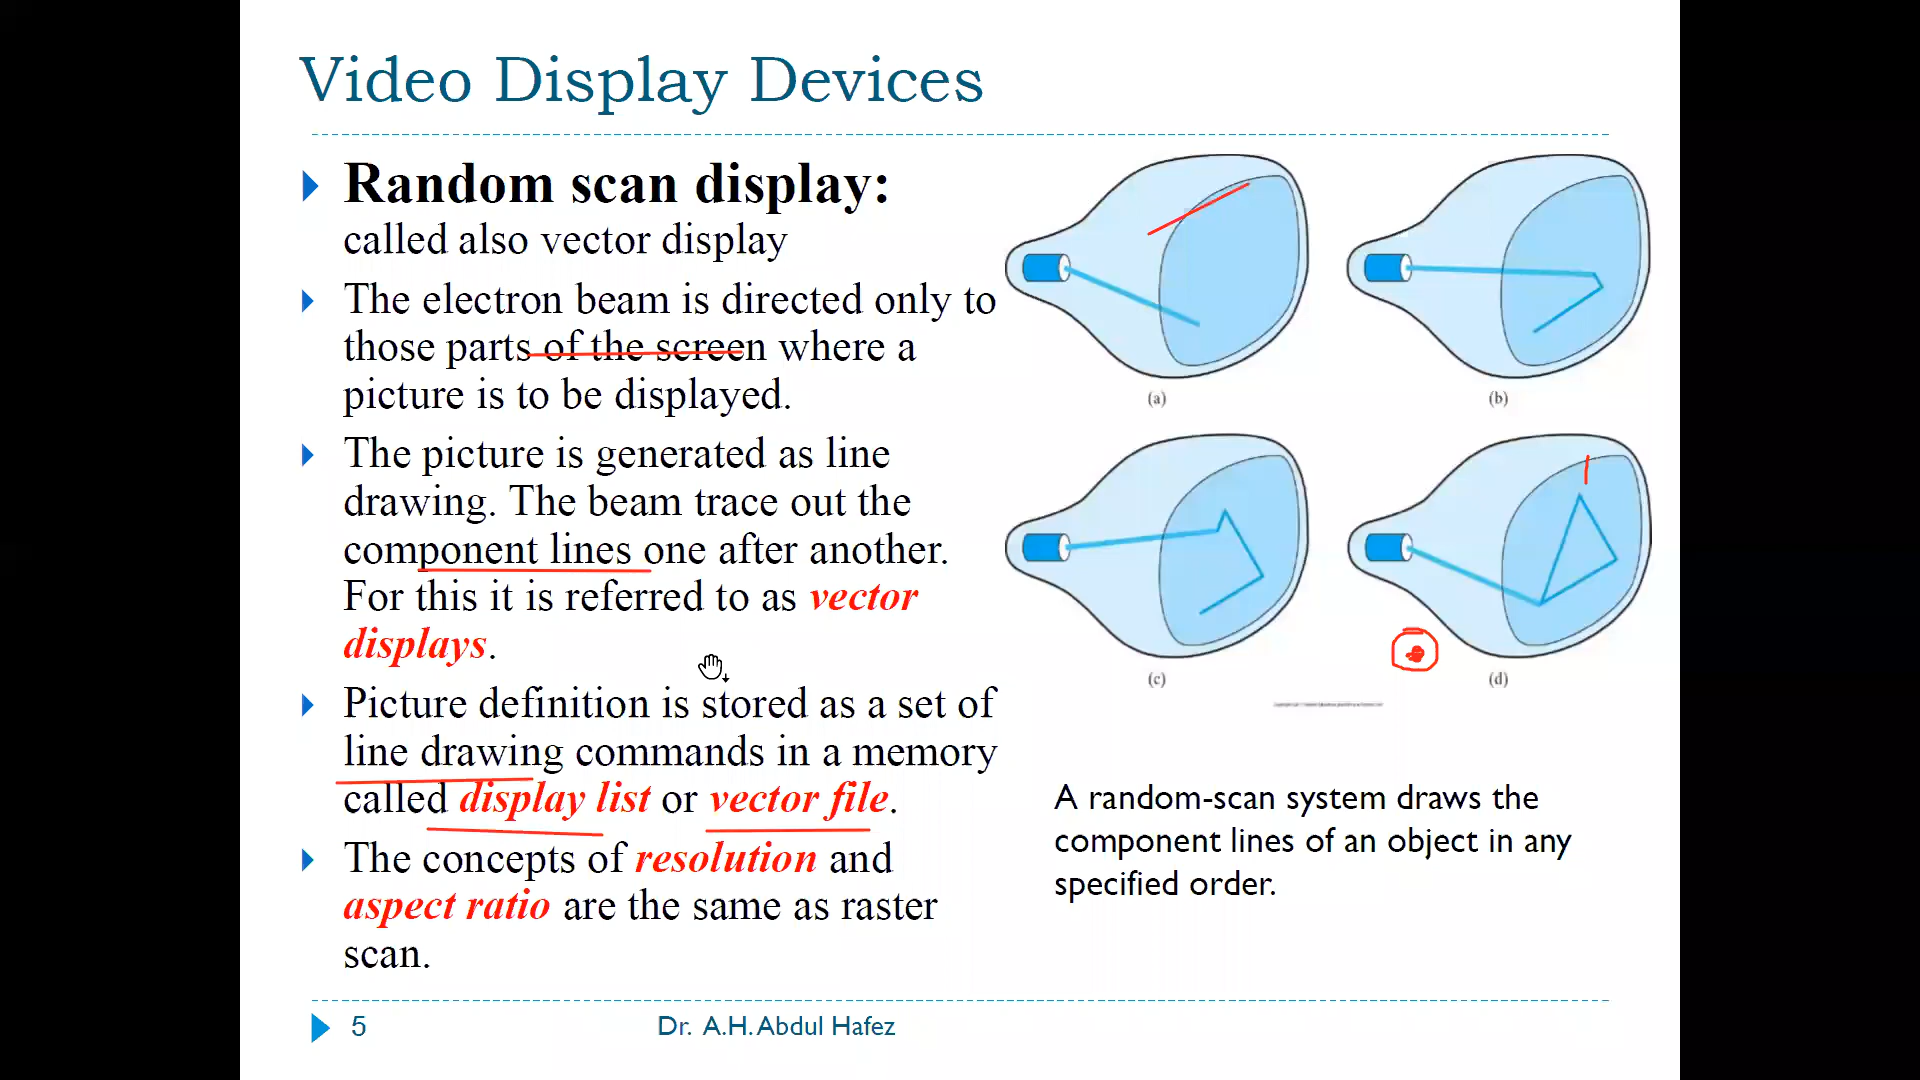 Video Display Devices
Random scan display:
called also vector display
The electron beam is directed only to
those parts of the screen where a
picture is to be displayed.
The picture is generated as line
drawing. The beam trace out the
component lines one after another.
For this it is referred to as vector
displays.
Picture definition is stored as a set of
line drawing commands in a memory
called display list or vector file.
The concepts of resolution and
aspect ratio are the same as raster
scan.
(a)
(b)
(c)
(d)
A random-scan system draws the
component lines of an object in any
specified order.
5
Dr. A.H. Abdul Hafez